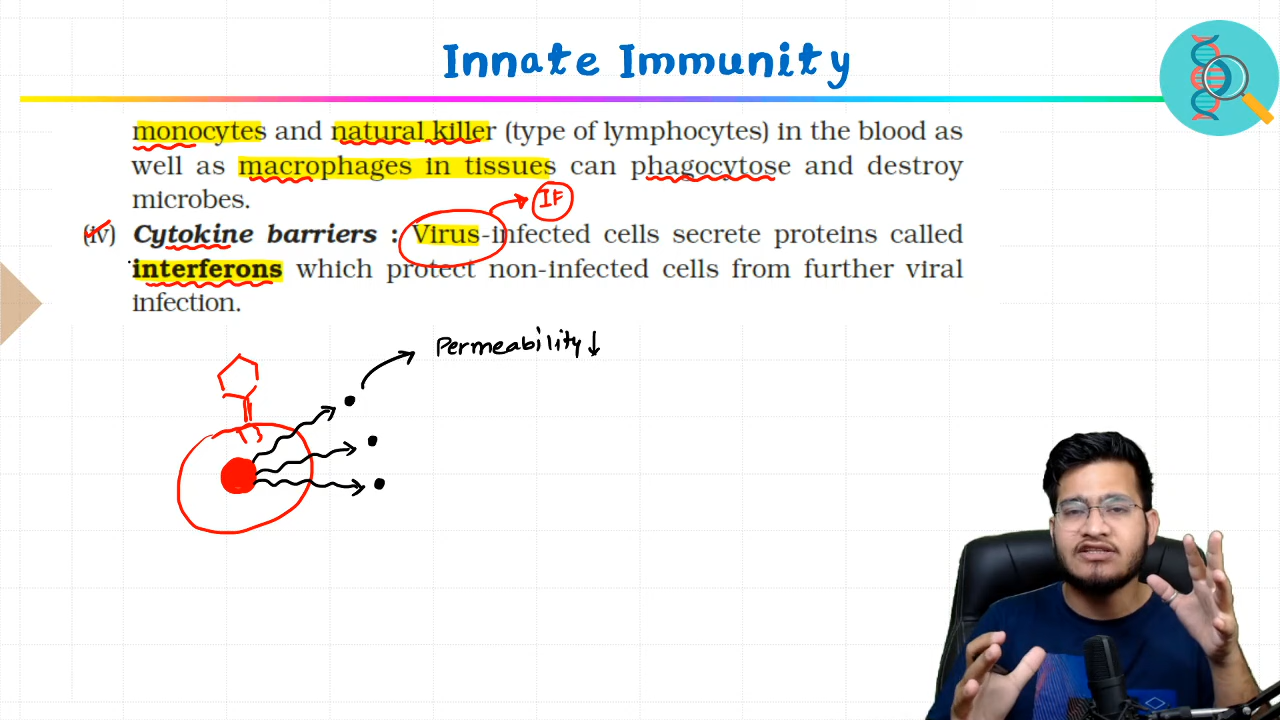 Innate Immunity
monocytes and natural killer (type of lymphocytes) in the blood as
well as macrophages in tissues can phagocytose and destroy
microbes.
IF
(iv) Cytokine barriers : Virus-infected cells secrete proteins called
interferons which protect non-infected cells from further viral
infection.
Permeability ↓